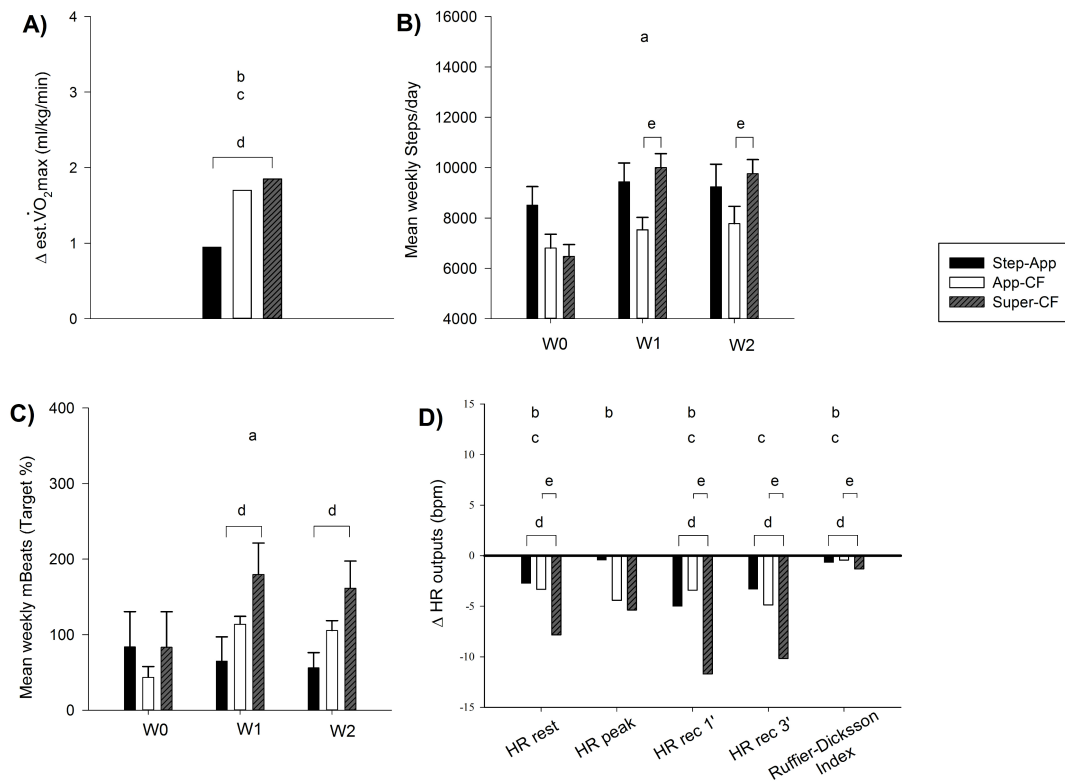 A)
Δ est.V̇O2max (ml/kg/min)
4
3
2
1
0
b
c
d
B)
Mean weekly Steps/day
16000
14000
12000
10000
8000
6000
4000
a
e
e
W0
W1
W2
Step-App
App-CF
Super-CF
C)
Mean weekly mBeats (Target %)
400
300
200
100
0
a
d
d
W0
W1
W2
D)
Δ HR outputs (bpm)
15
10
5
0
-5
-10
-15
b
b
b
b
c
c
c
c
e
e
e
e
d
d
d
d
HR rest
HR peak
HR rec 1'
HR rec 3'
Ruffier-Dicksson
Index